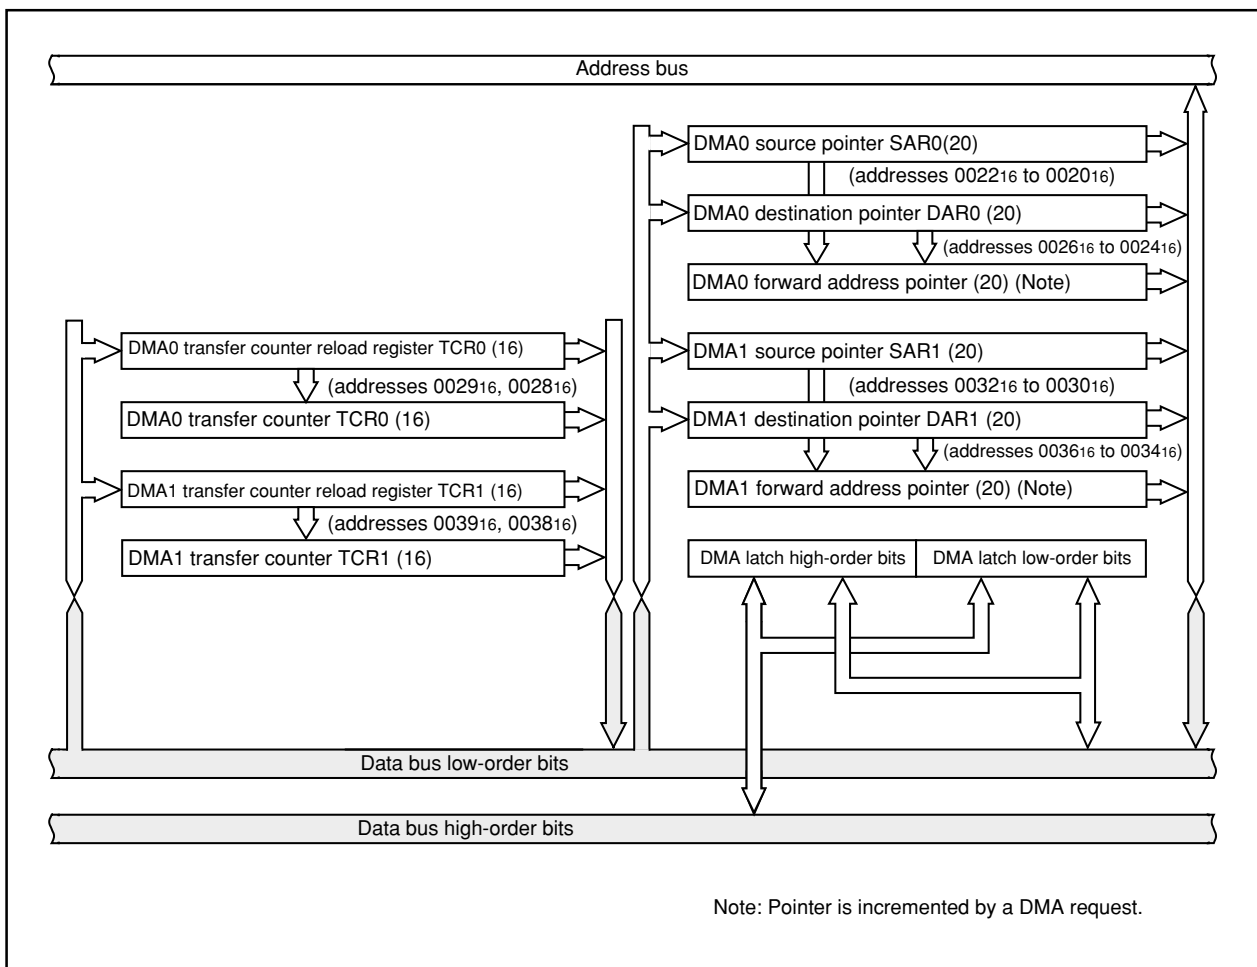 Address bus
DMA0 source pointer SAR0(20)
(addresses 002216 to 002016)
DMA0 destination pointer DAR0 (20)
(addresses 002616 to 002416)
DMA0 forward address pointer (20) (Note)
DMA0 transfer counter reload register TCR0 (16)
(addresses 002916, 002816)
DMA0 transfer counter TCR0 (16)
DMA1 transfer counter reload register TCR1 (16)
(addresses 003916, 003816)
DMA1 transfer counter TCR1 (16)
DMA1 source pointer SAR1 (20)
(addresses 003216 to 003016)
DMA1 destination pointer DAR1 (20)
(addresses 003616 to 003416)
DMA1 forward address pointer (20) (Note)
DMA latch high-order bits
DMA latch low-order bits
Data bus low-order bits
Data bus high-order bits
Note: Pointer is incremented by a DMA request.